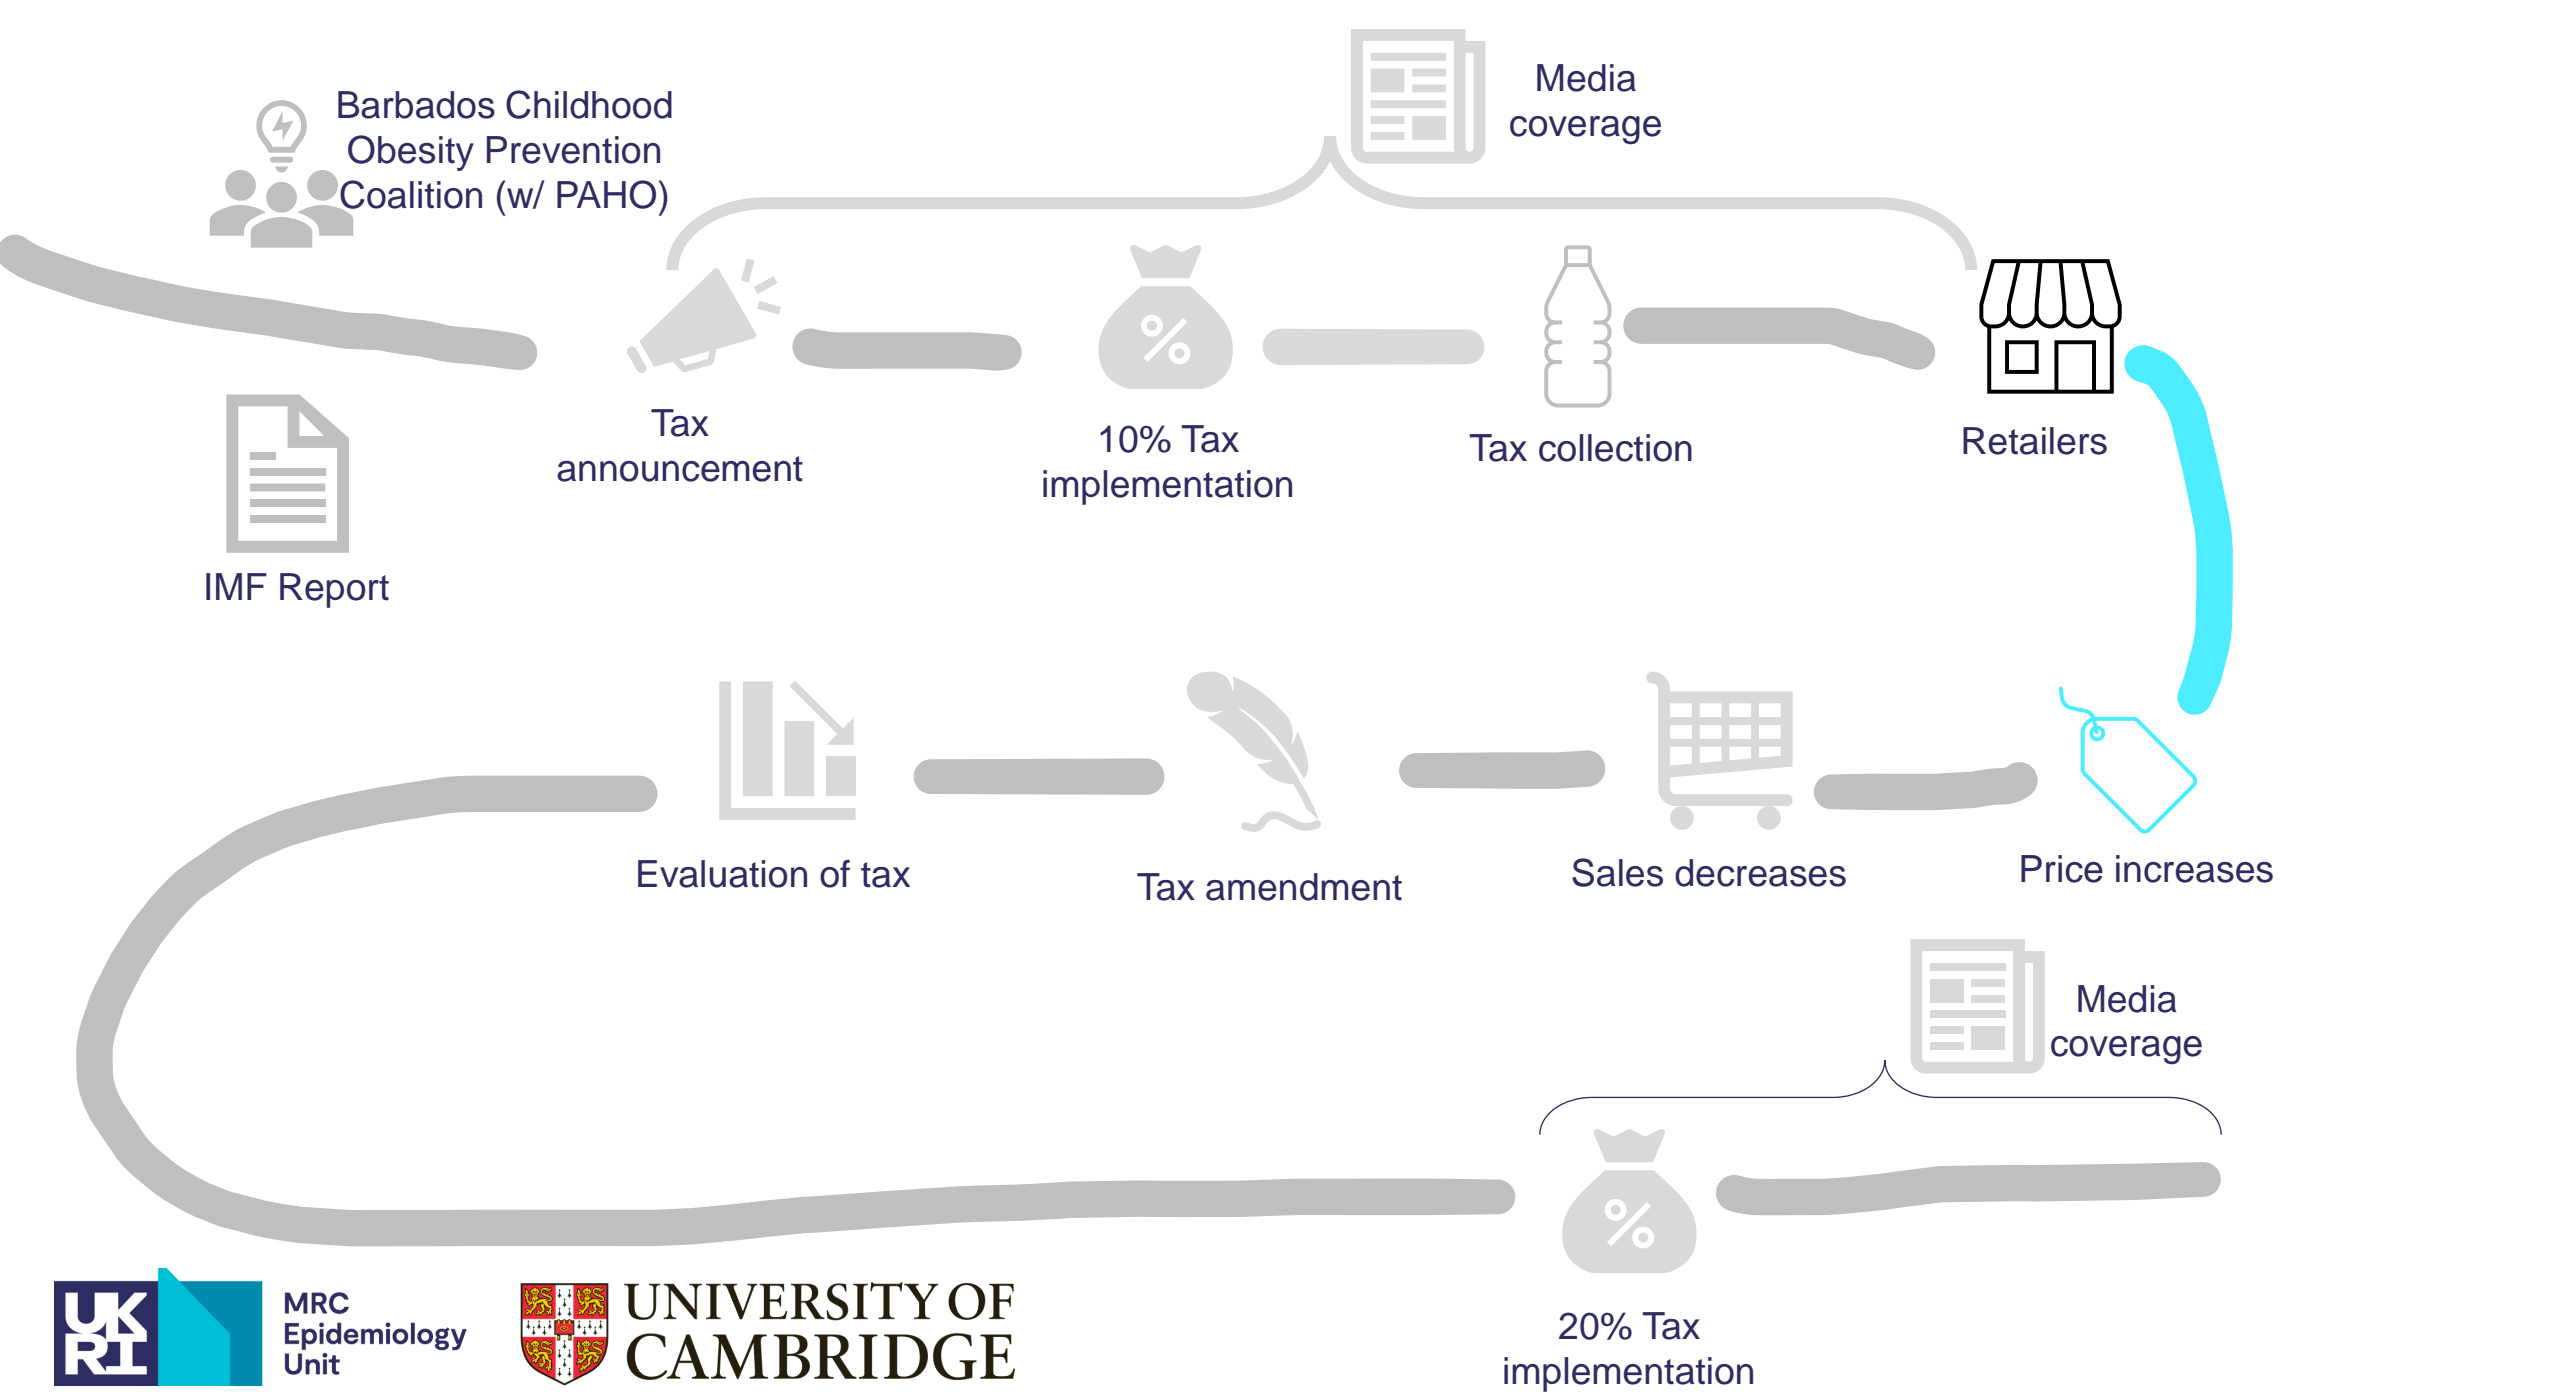 Media
coverage
Barbados Childhood
Obesity Prevention
Coalition (w/ PAHO)
Tax
announcement
10% Tax
implementation
Tax collection
Retailers
IMF Report
Evaluation of tax
Tax amendment
Sales decreases
Price increases
Media
coverage
20% Tax
implementation
UK
RI
MRC
Epidemiology
Unit
UNIVERSITY OF
CAMBRIDGE